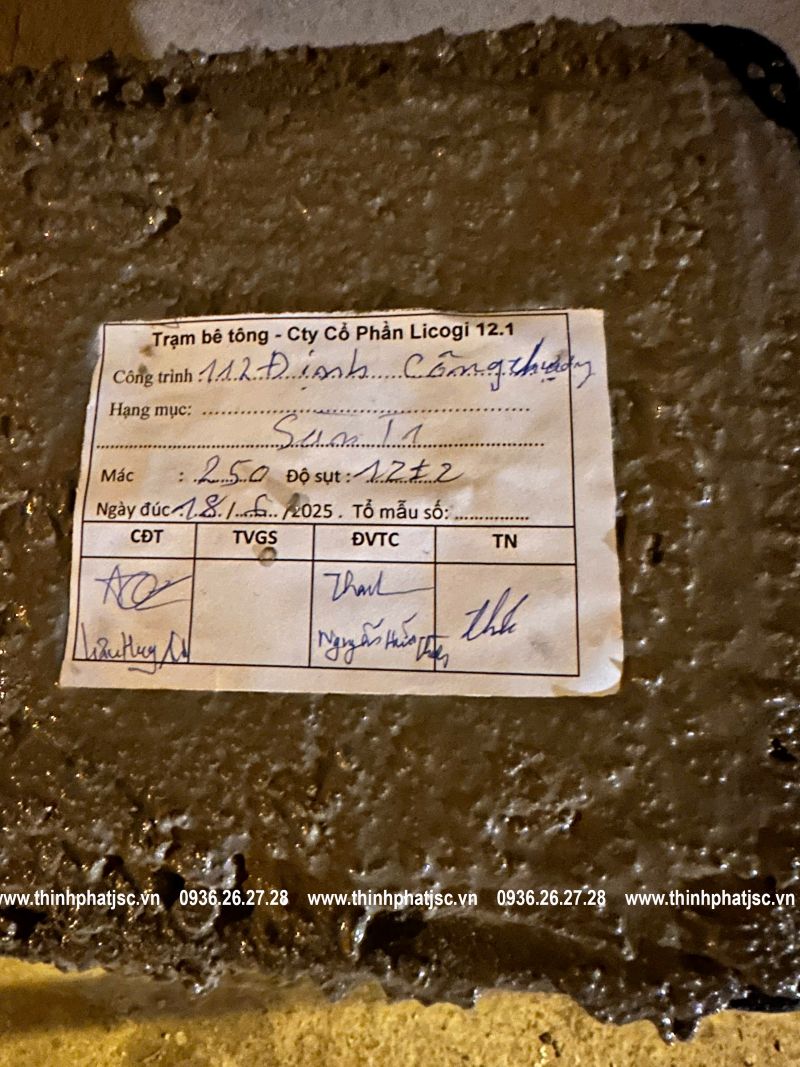 Trạm bê tông - Cty Cổ Phần Licogi 12.1
Công trình : 112 Định Công thượng
Hạng mục: ..............................
Mác : 250 Độ sụt : 12±2
Ngày đúc : 18 / 6 /2025 . Tổ mẫu số: ..............
CĐT TVGS ĐVTC TN
Nguyễn
www.thinhphatjsc.vn 0936.26.27.28 www.thinhphatjsc.vn 0936.26.27.28 www.thinhphatjsc.vn